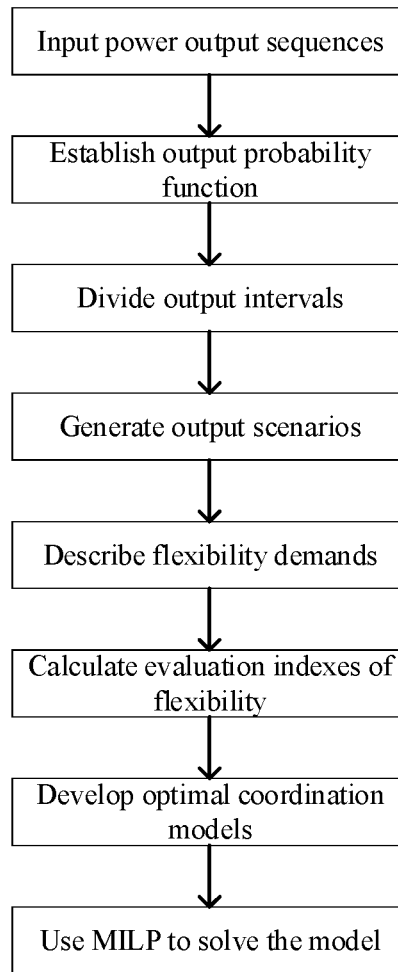 Input power output sequences
Establish output probability
function
Divide output intervals
Generate output scenarios
Describe flexibility demands
Calculate evaluation indexes of
flexibility
Develop optimal coordination
models
Use MILP to solve the model